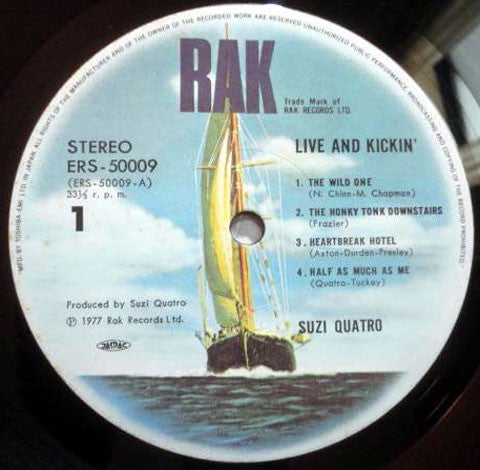 MFD. BY TOSHIBA-EMI LTD. IN JAPAN. ALL RIGHTS OF THE MANUFACTURER AND OF THE OWNER OF THE RECORDED WORK ARE RESERVED UNAUTHORIZED PUBLIC PERFORMANCE, BROADCASTING AND COPYING OF THE RECORD PROHIBITED.
RAK
Trade Mark of
RAK RECORDS LTD.
STEREO
ERS-50009
(ERS-50009-A)
33⅓ r. p. m.
1
LIVE AND KICKIN'
1. THE WILD ONE
(N. Chinn-M. Chapman)
2. THE HONKY TONK DOWNSTAIRS
(Frazier)
3. HEARTBREAK HOTEL
(Axton-Durden-Presley)
4. HALF AS MUCH AS ME
(Quatro-Tuckey)
Produced by Suzi Quatro
Ⓟ 1977 Rak Records Ltd.
SUZI QUATRO
JASRAC